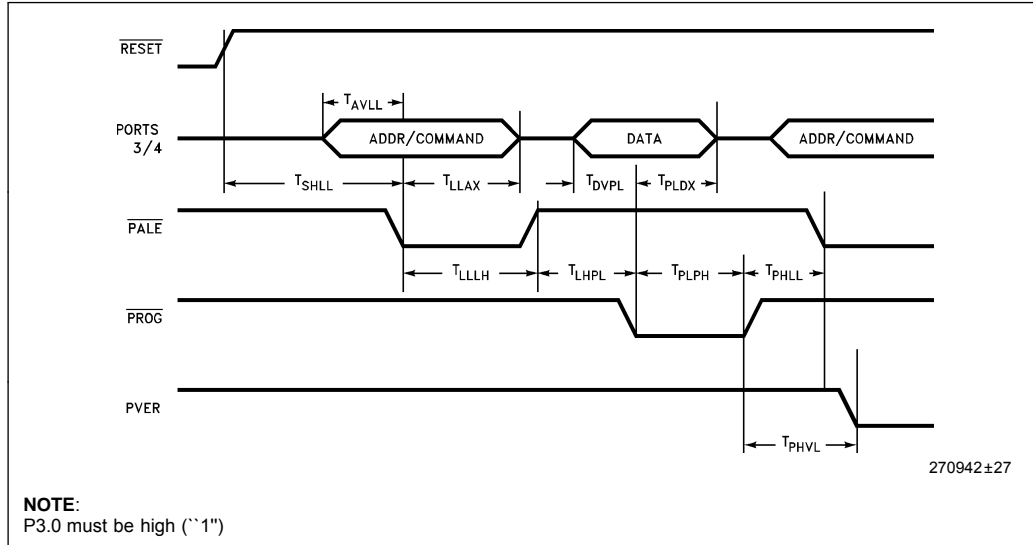 RESET
T_AVLL
PORTS
3/4
ADDR/COMMAND
DATA
ADDR/COMMAND
T_SHLL
T_LLAX
T_DVPL
T_PLDX
PALE
T_LLLH
T_LHPL
T_PLPH
T_PHLL
PROG
PVER
T_PHVL
270942±27
NOTE:
P3.0 must be high (``1'')